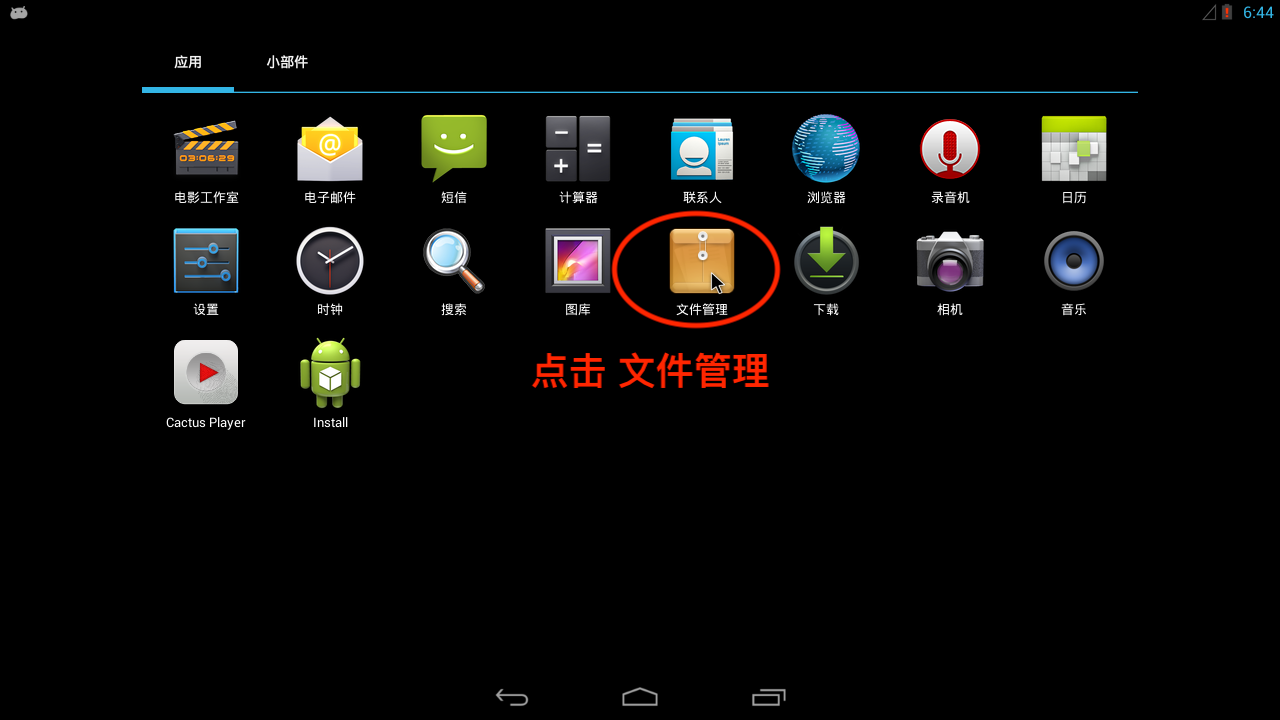 6:44
应用 小部件
03:06:29
电影工作室 电子邮件 短信 计算器 联系人 浏览器 录音机 日历
设置 时钟 搜索 图库 文件管理 下载 相机 音乐
点击 文件管理
Cactus Player Install